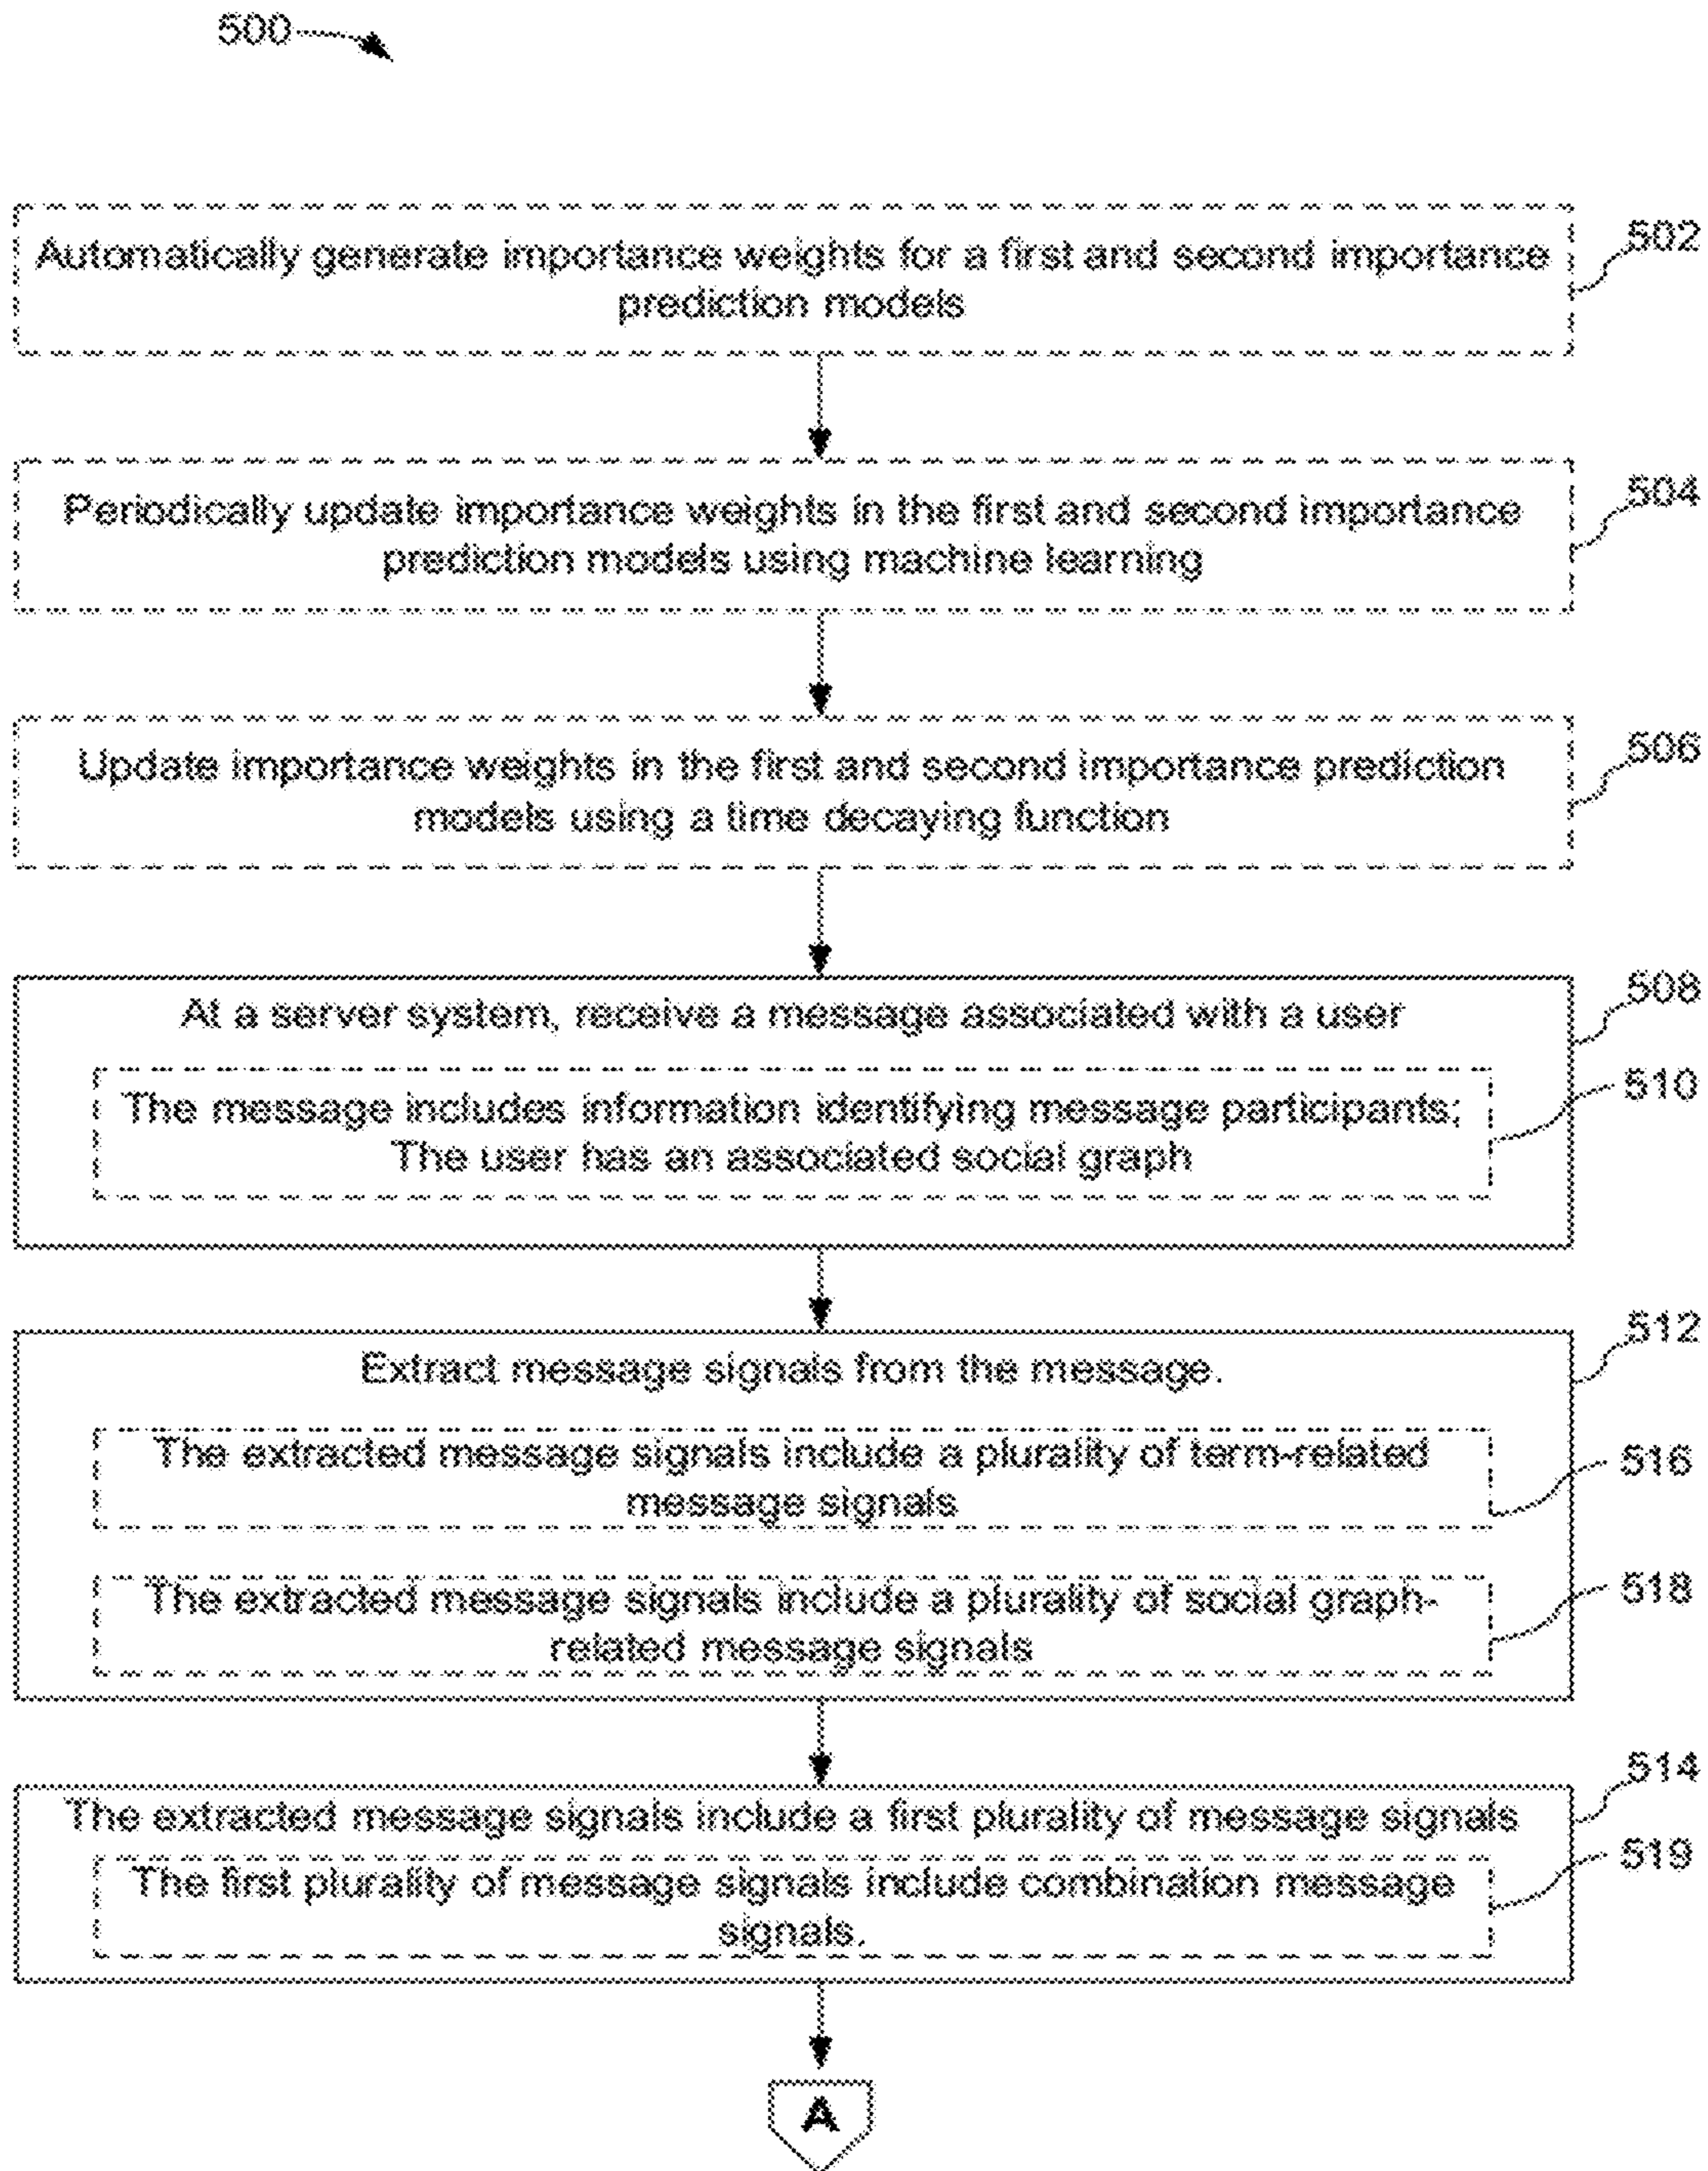 500
Automatically generate importance weights for a first and second importance
prediction models
502
Periodically update importance weights in the first and second importance
prediction models using machine learning
504
Update importance weights in the first and second importance prediction
models using a time decaying function
506
At a server system, receive a message associated with a user
508
The message includes information identifying message participants;
The user has an associated social graph
510
Extract message signals from the message.
512
The extracted message signals include a plurality of term-related
message signals
516
The extracted message signals include a plurality of social graph-
related message signals
518
The extracted message signals include a first plurality of message signals
514
The first plurality of message signals include combination message
signals.
519
A